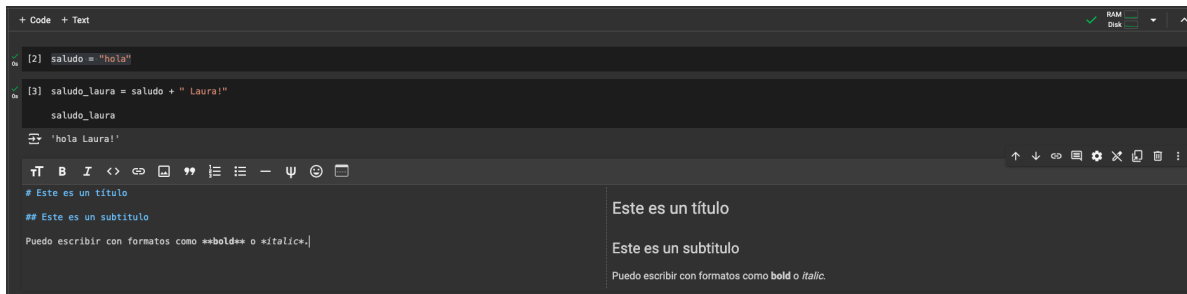 + Code + Text
RAM
Disk
0s [2] saludo = "hola"
0s [3] saludo_laura = saludo + " Laura!"
saludo_laura
'hola Laura!'
# Este es un título
## Este es un subtitulo
Puedo escribir con formatos como **bold** o *italic*.
Este es un título
Este es un subtitulo
Puedo escribir con formatos como bold o italic.